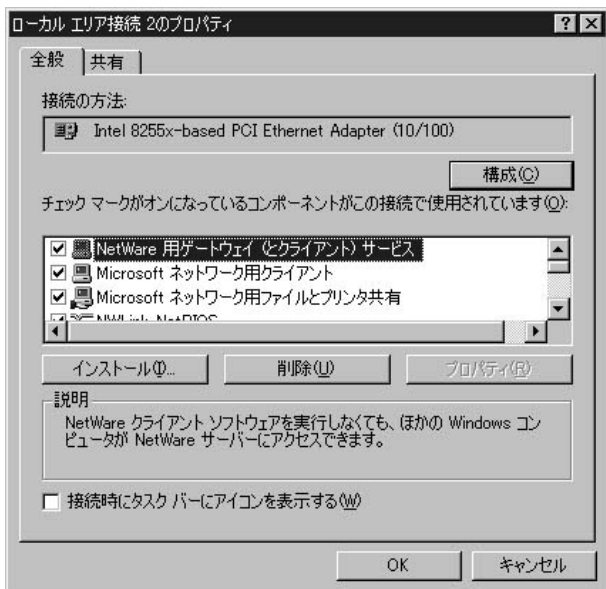 ローカル エリア接続 2のプロパティ
全般
共有
接続の方法:
Intel 8255x-based PCI Ethernet Adapter (10/100)
構成(C)
チェック マークがオンになっているコンポーネントがこの接続で使用されています(O):
NetWare 用ゲートウェイ (とクライアント) サービス
Microsoft ネットワーク用クライアント
Microsoft ネットワーク用ファイルとプリンタ共有
NWLink NetBIOS
インストール(I)...
削除(U)
プロパティ(R)
説明
NetWare クライアント ソフトウェアを実行しなくても、ほかの Windows コン
ピュータが NetWare サーバーにアクセスできます。
接続時にタスク バーにアイコンを表示する(W)
OK
キャンセル